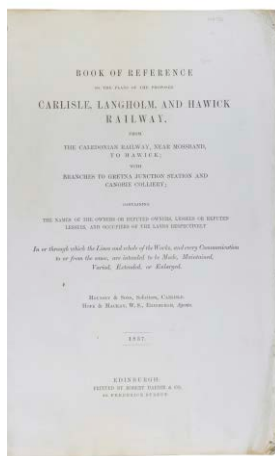 BOOK OF REFERENCE
TO THE PLANS OF THE PROPOSED
CARLISLE, LANGHOLM, AND HAWICK
RAILWAY,
FROM
THE CALEDONIAN RAILWAY, NEAR MOSSBAND,
TO HAWICK;
WITH
BRANCHES TO GRETNA JUNCTION STATION AND
CANOBIE COLLIERY;
CONTAINING
THE NAMES OF THE OWNERS OR REPUTED OWNERS, LESSEES OR REPUTED
LESSEES, AND OCCUPIERS OF THE LANDS RESPECTIVELY
In or through which the Lines and whole of the Works, and every Communication
to or from the same, are intended to be Made, Maintained,
Varied, Extended, or Enlarged.
& Sons, Solicitors, Carlisle.
Hope & Mackay, W.S., Edinburgh, Agents.
1857.
EDINBURGH:
PRINTED BY ROBERT HARDIE & CO.,
FREDERICK STREET.